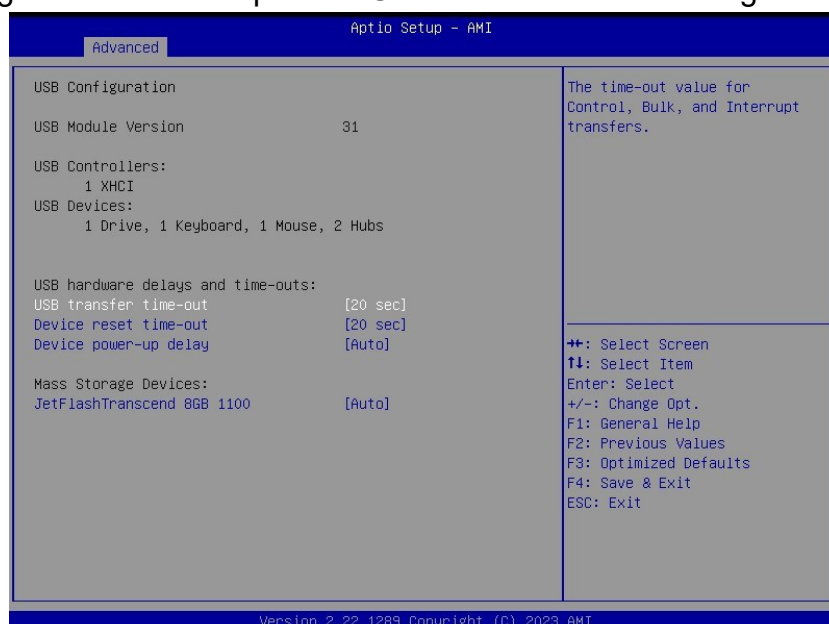 Aptio Setup – AMI
Advanced
USB Configuration
USB Module Version 31
USB Controllers:
1 XHCI
USB Devices:
1 Drive, 1 Keyboard, 1 Mouse, 2 Hubs
USB hardware delays and time-outs:
USB transfer time-out [20 sec]
Device reset time-out [20 sec]
Device power-up delay [Auto]
Mass Storage Devices:
JetFlashTranscend 8GB 1100 [Auto]
The time-out value for
Control, Bulk, and Interrupt
transfers.
→←: Select Screen
↑↓: Select Item
Enter: Select
+/-: Change Opt.
F1: General Help
F2: Previous Values
F3: Optimized Defaults
F4: Save & Exit
ESC: Exit
Version 2.22.1289 Copyright (C) 2023 AMI